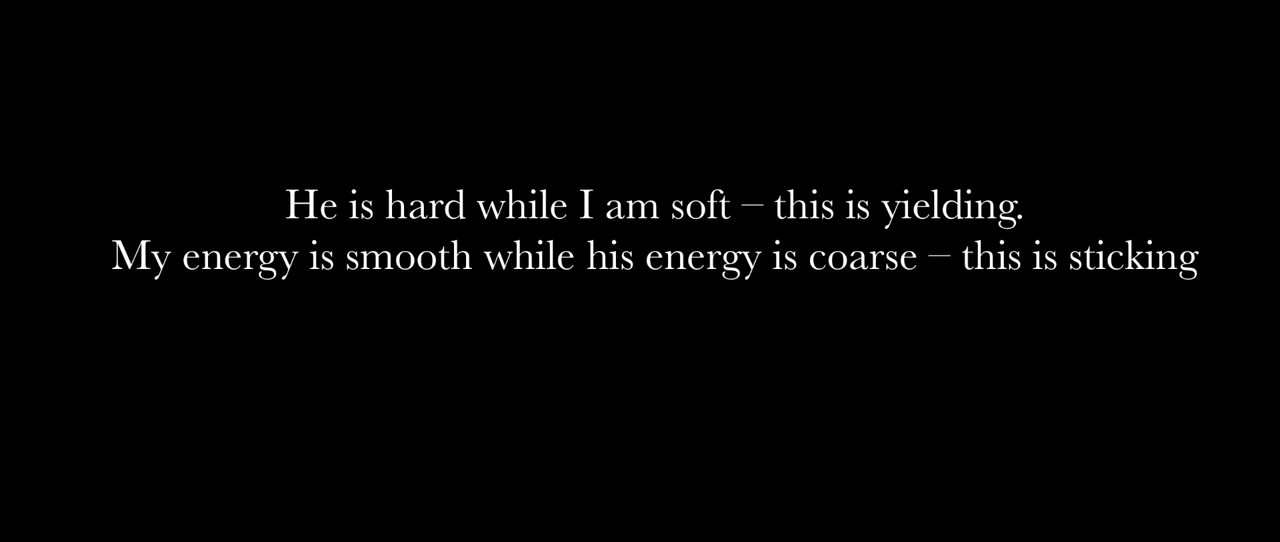 He is hard while I am soft – this is yielding.
My energy is smooth while his energy is coarse – this is sticking